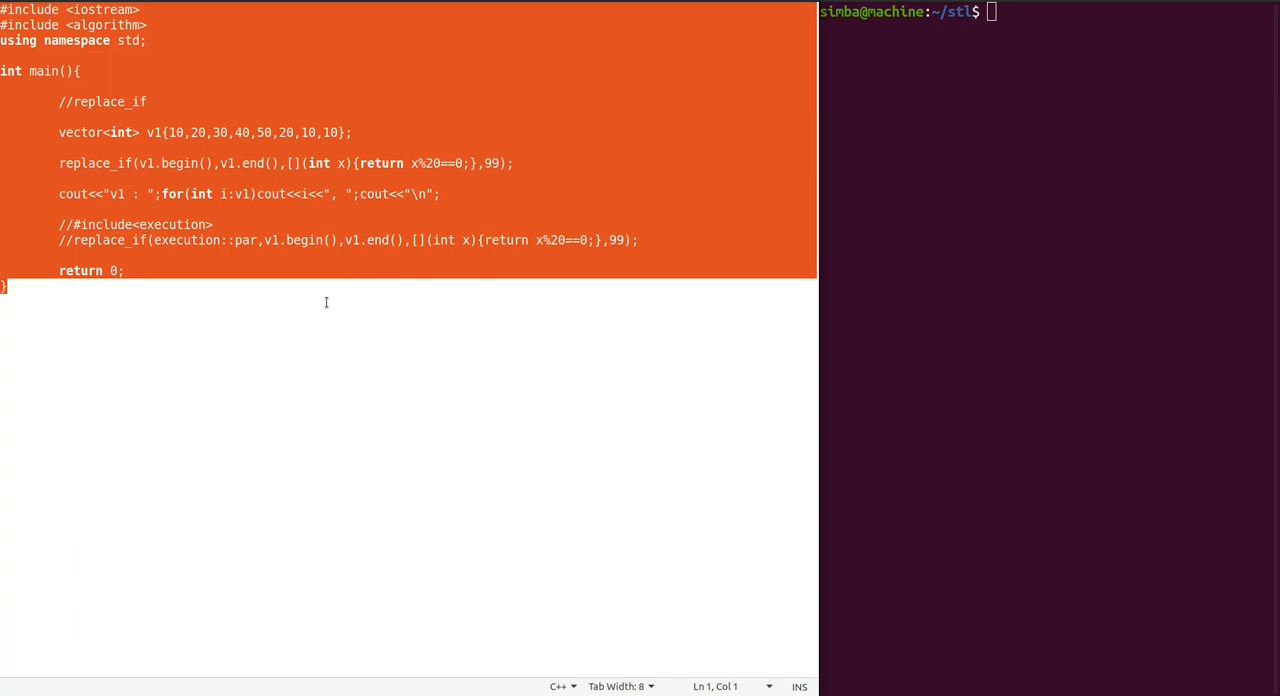 #include <iostream>
#include <algorithm>
using namespace std;
int main(){
//replace_if
vector<int> v1{10,20,30,40,50,20,10,10};
replace_if(v1.begin(),v1.end(),[](int x){return x%20==0;},99);
cout<<"v1 : ";for(int i:v1)cout<<i<<", ";cout<<"\n";
//#include<execution>
//replace_if(execution::par,v1.begin(),v1.end(),[](int x){return x%20==0;},99);
return 0;
}
C++ Tab Width: 8 Ln 1, Col 1 INS
simba@machine:~/stl$